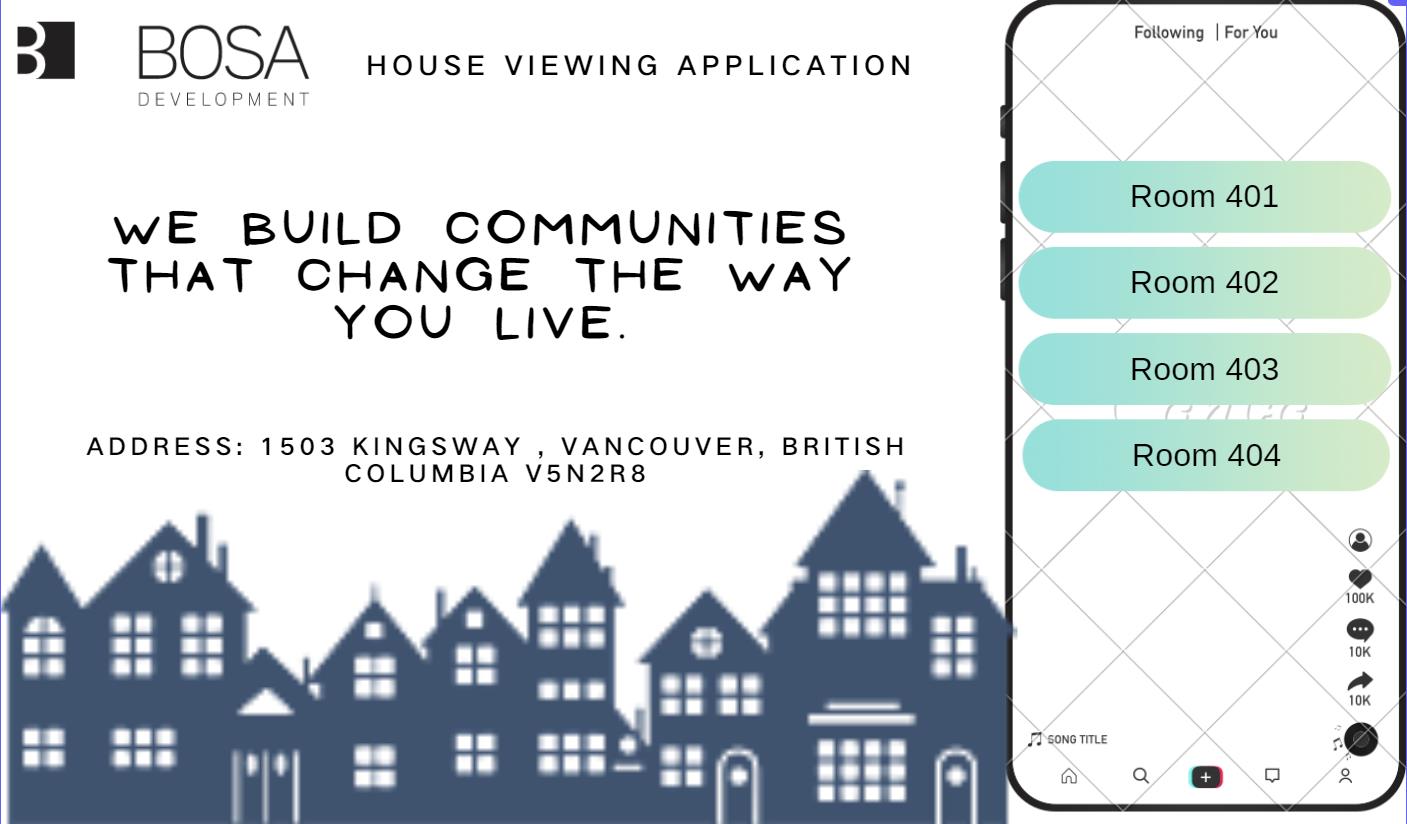 B
BOSA
DEVELOPMENT
HOUSE VIEWING APPLICATION
WE BUILD COMMUNITIES
THAT CHANGE THE WAY
YOU LIVE.
ADDRESS: 1503 KINGSWAY , VANCOUVER, BRITISH
COLUMBIA V5N2R8
Following | For You
Room 401
Room 402
Room 403
Room 404
100K
10K
10K
SONG TITLE